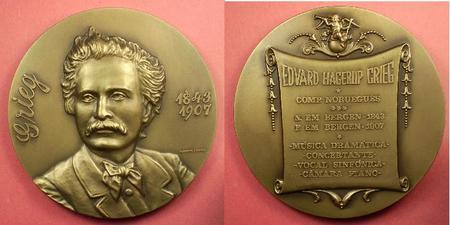 Grieg
1843
1907
EDVARD HAGERUP GRIEG
COMP. NORUEGUES
N. EM BERGEN-1843
F. EM BERGEN-1907
-MÚSICA DRAMÁTICA-
-CONCERTANTE-
-VOCAL SINFÓNICA-
-CÂMARA PIANO-